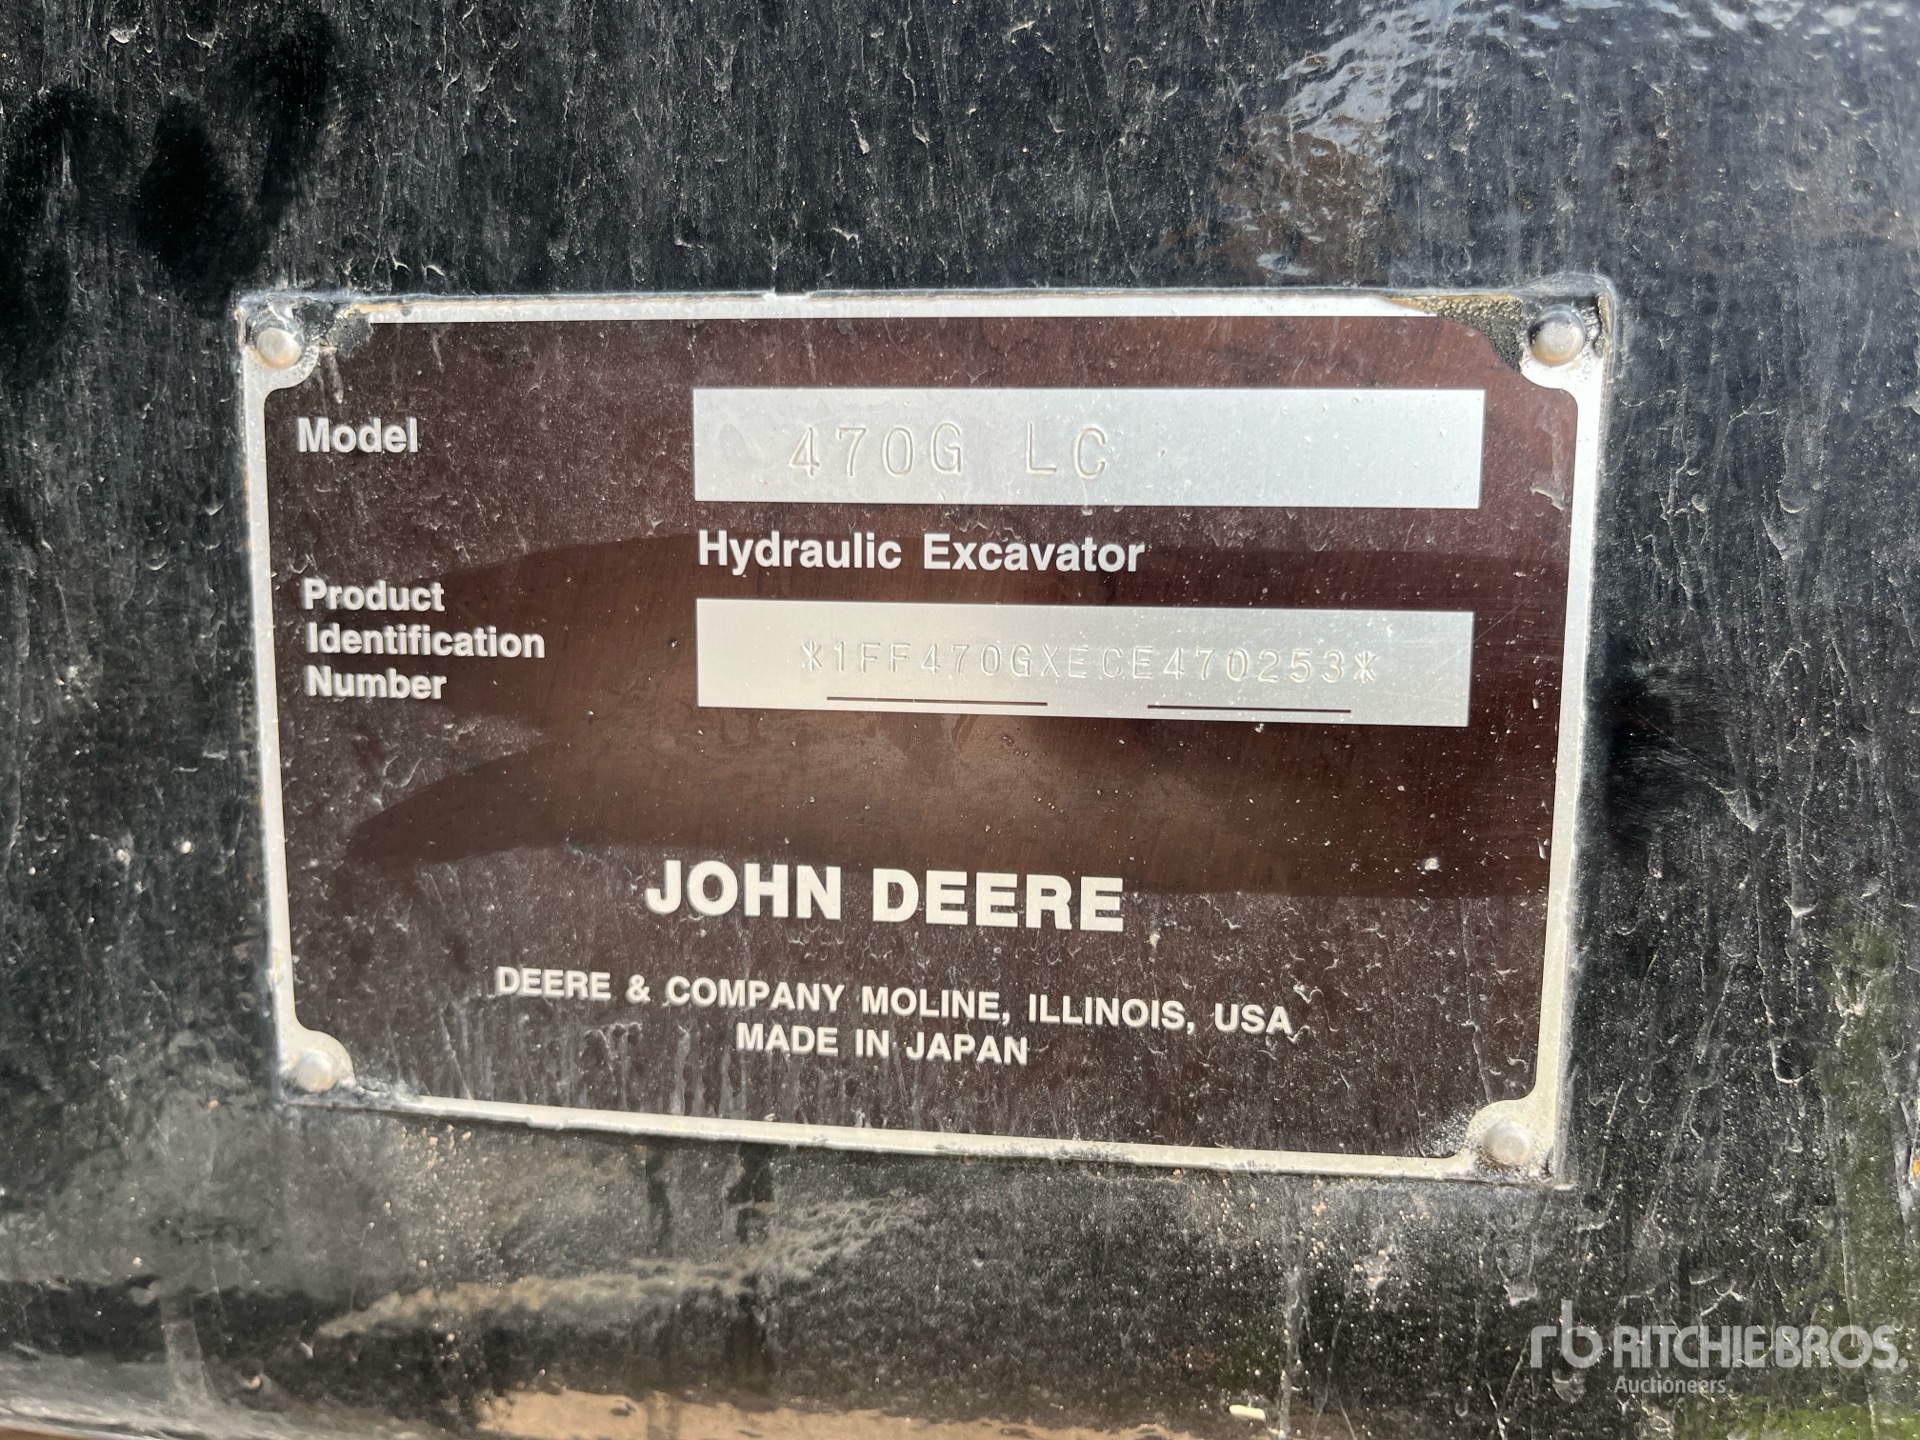 Model
470G LC
Hydraulic Excavator
Product
Identification
Number
*1FF470GXECE470253*
JOHN DEERE
DEERE & COMPANY MOLINE, ILLINOIS, USA
MADE IN JAPAN
rb RITCHIE BROS.
Auctioneers